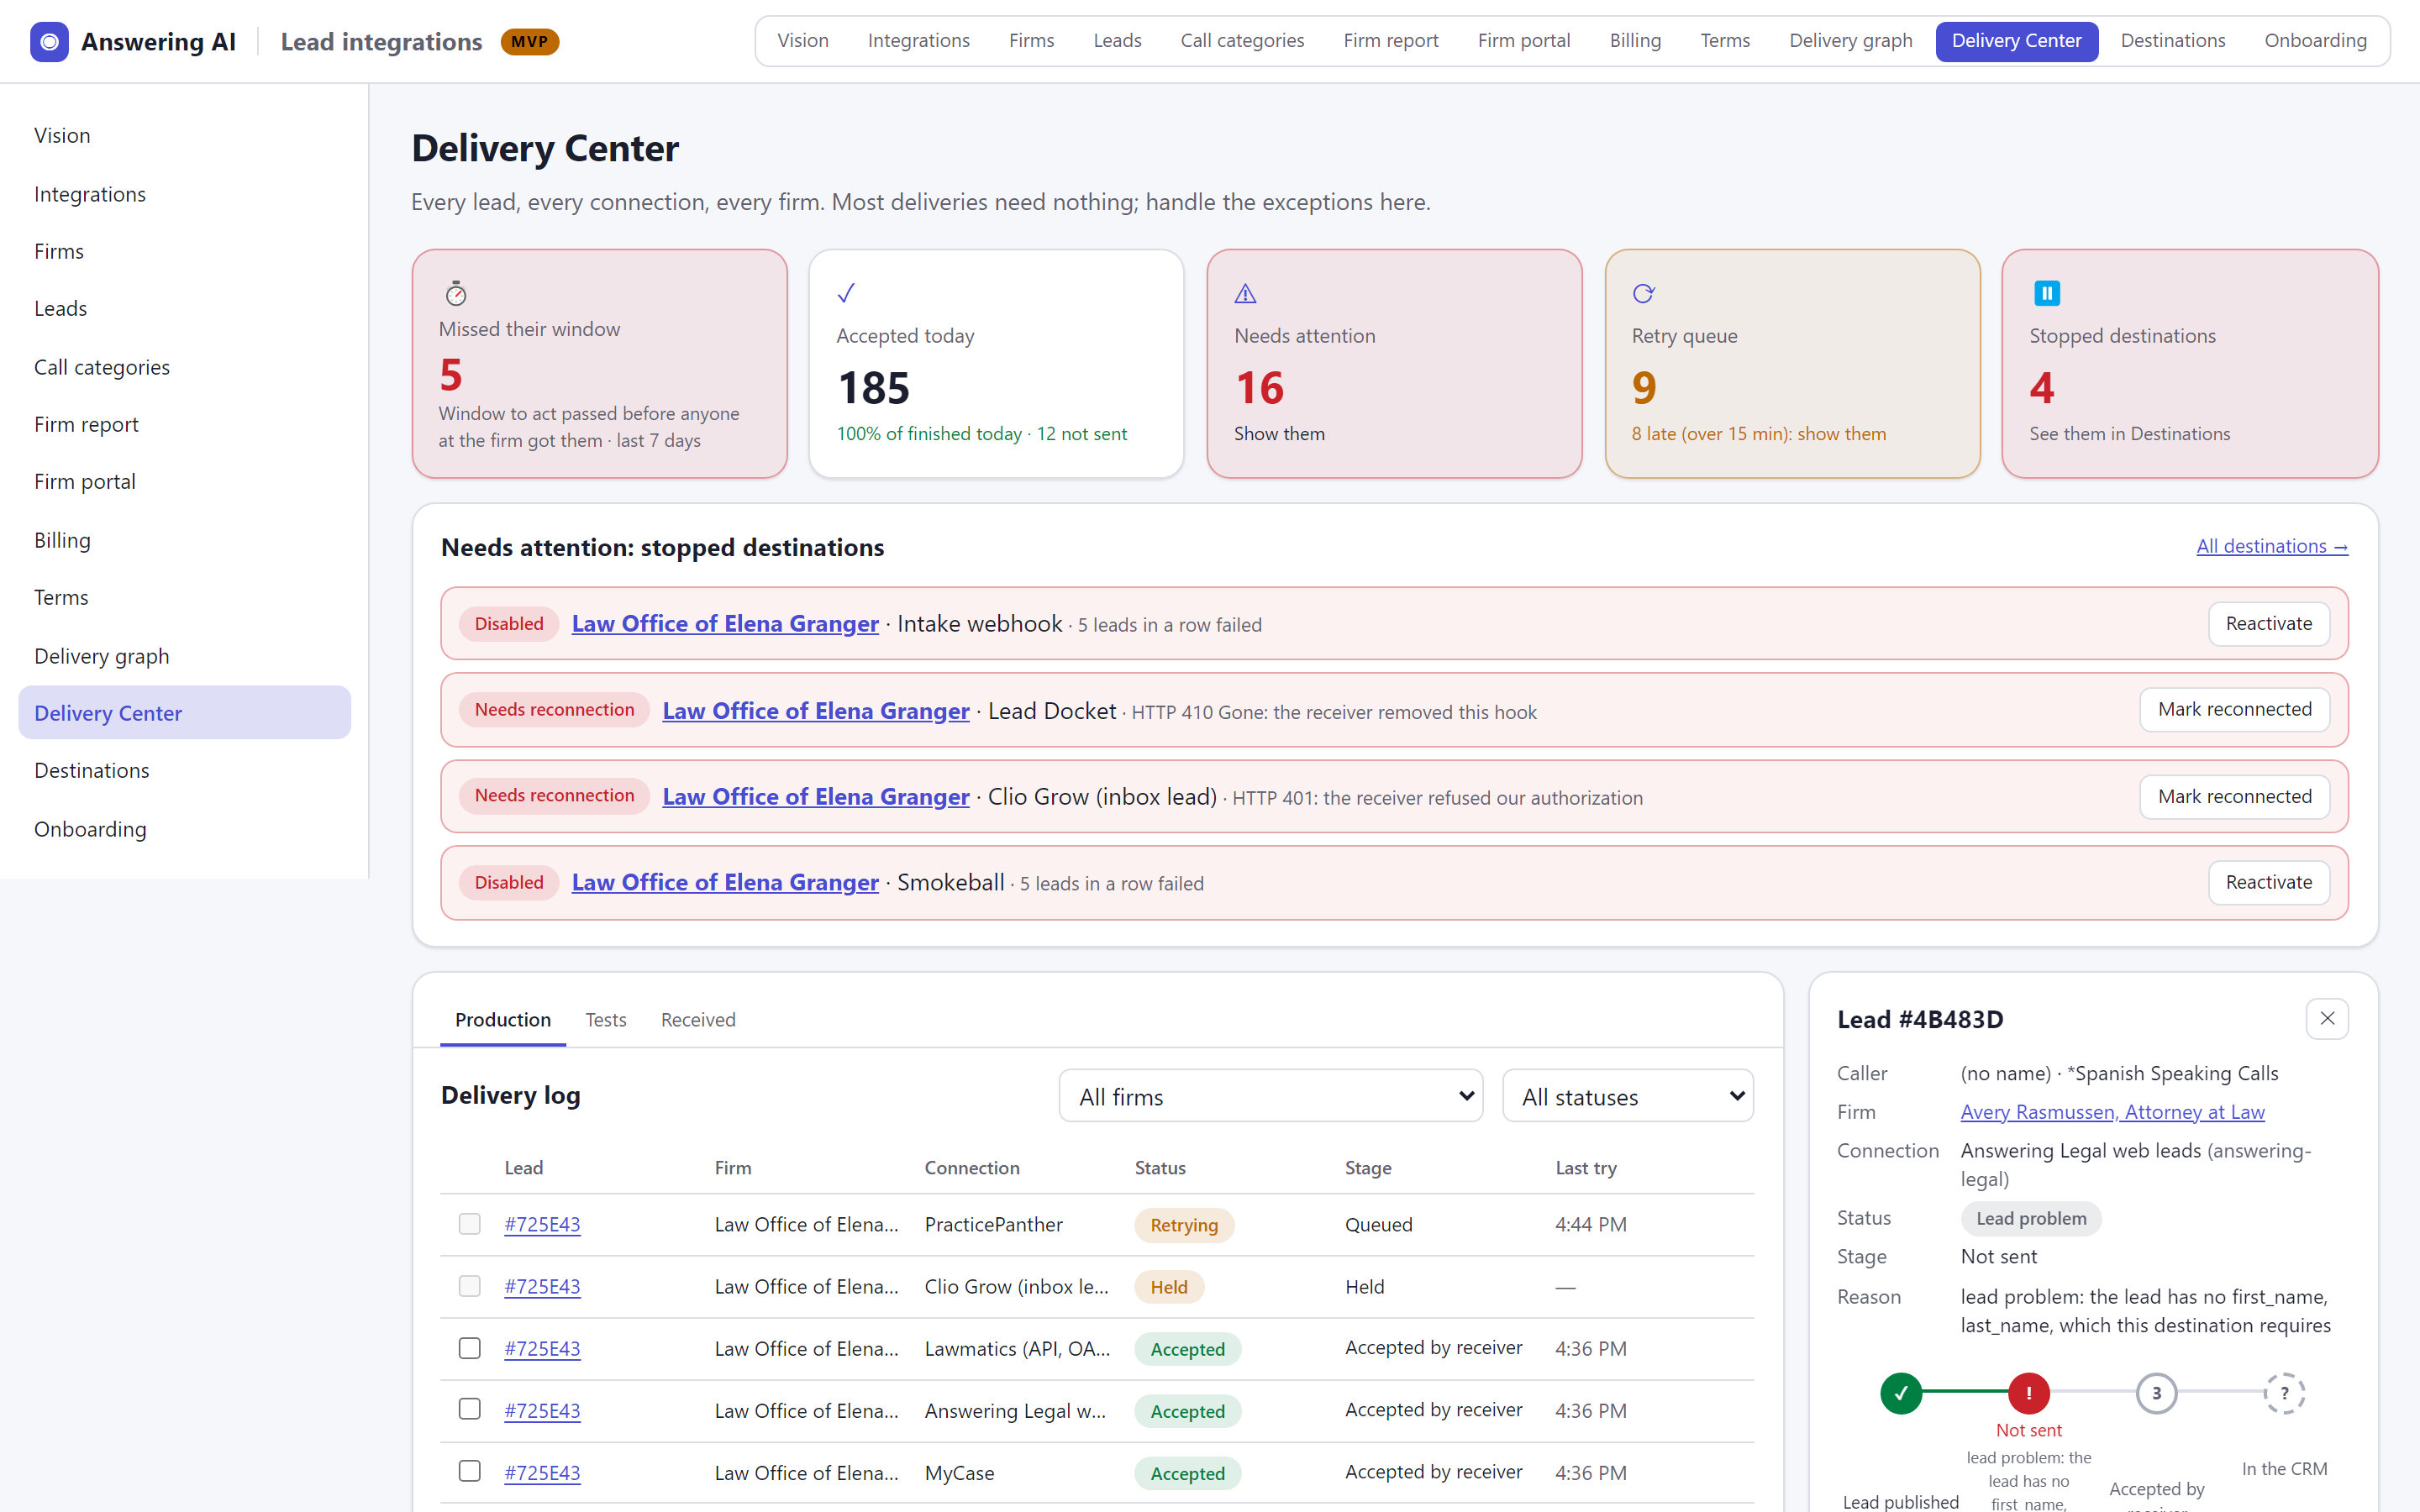 Answering AI
Lead integrations
MVP
Vision
Integrations
Firms
Leads
Call categories
Firm report
Firm portal
Billing
Terms
Delivery graph
Delivery Center
Destinations
Onboarding
Vision
Integrations
Firms
Leads
Call categories
Firm report
Firm portal
Billing
Terms
Delivery graph
Delivery Center
Destinations
Onboarding
Delivery Center
Every lead, every connection, every firm. Most deliveries need nothing; handle the exceptions here.
Missed their window
5
Window to act passed before anyone
at the firm got them · last 7 days
Accepted today
185
100% of finished today · 12 not sent
Needs attention
16
Show them
Retry queue
9
8 late (over 15 min): show them
Stopped destinations
4
See them in Destinations
Needs attention: stopped destinations
All destinations →
Disabled Law Office of Elena Granger · Intake webhook · 5 leads in a row failed Reactivate
Needs reconnection Law Office of Elena Granger · Lead Docket · HTTP 410 Gone: the receiver removed this hook Mark reconnected
Needs reconnection Law Office of Elena Granger · Clio Grow (inbox lead) · HTTP 401: the receiver refused our authorization Mark reconnected
Disabled Law Office of Elena Granger · Smokeball · 5 leads in a row failed Reactivate
Production Tests Received
Delivery log
All firms
All statuses
Lead Firm Connection Status Stage Last try
#725E43 Law Office of Elena... PracticePanther Retrying Queued 4:44 PM
#725E43 Law Office of Elena... Clio Grow (inbox le... Held Held —
#725E43 Law Office of Elena... Lawmatics (API, OA... Accepted Accepted by receiver 4:36 PM
#725E43 Law Office of Elena... Answering Legal w... Accepted Accepted by receiver 4:36 PM
#725E43 Law Office of Elena... MyCase Accepted Accepted by receiver 4:36 PM
Lead #4B483D
Caller (no name) · *Spanish Speaking Calls
Firm Avery Rasmussen, Attorney at Law
Connection Answering Legal web leads (answering-
legal)
Status Lead problem
Stage Not sent
Reason lead problem: the lead has no first_name,
last_name, which this destination requires
✓ ! 3 ?
Not sent
lead problem: the
lead has no
first_name,
Lead published
Accepted by
In the CRM